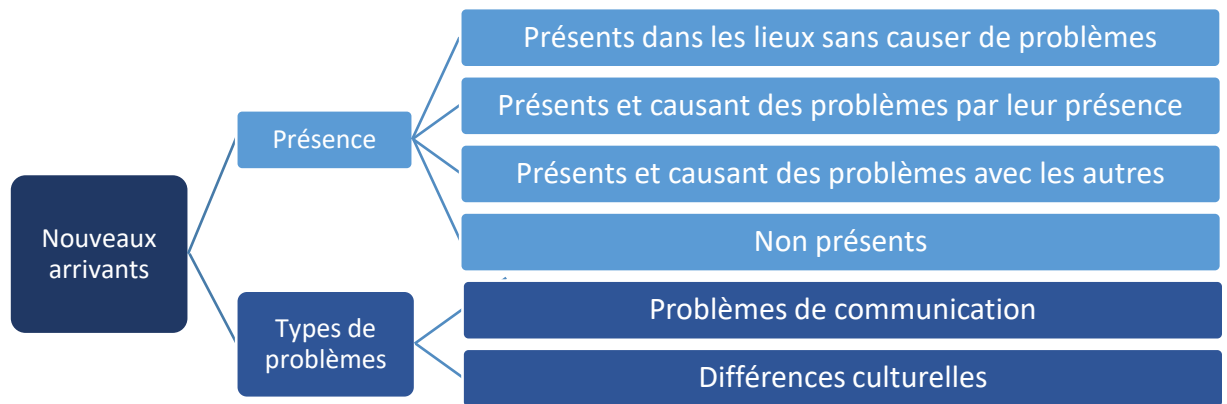 Présents dans les lieux sans causer de problèmes
Présents et causant des problèmes par leur présence
Présence
Présents et causant des problèmes avec les autres
Non présents
Nouveaux
arrivants
Problèmes de communication
Types de
problèmes
Différences culturelles